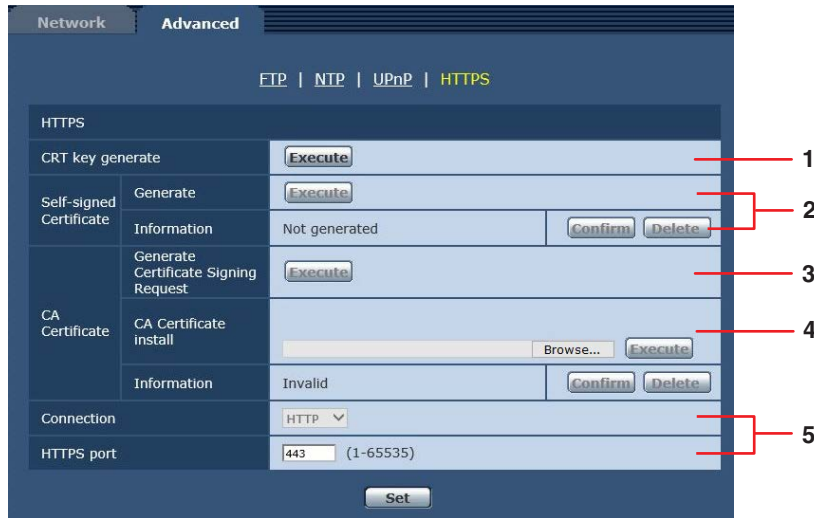 Network Advanced
FTP | NTP | UPnP | HTTPS
HTTPS
CRT key generate Execute 1
Self-signed Certificate
Generate Execute
2
Information Not generated Confirm Delete
CA Certificate
Generate Certificate Signing Request Execute 3
CA Certificate install Browse... Execute 4
Information Invalid Confirm Delete
Connection HTTP
5
HTTPS port 443 (1-65535)
Set